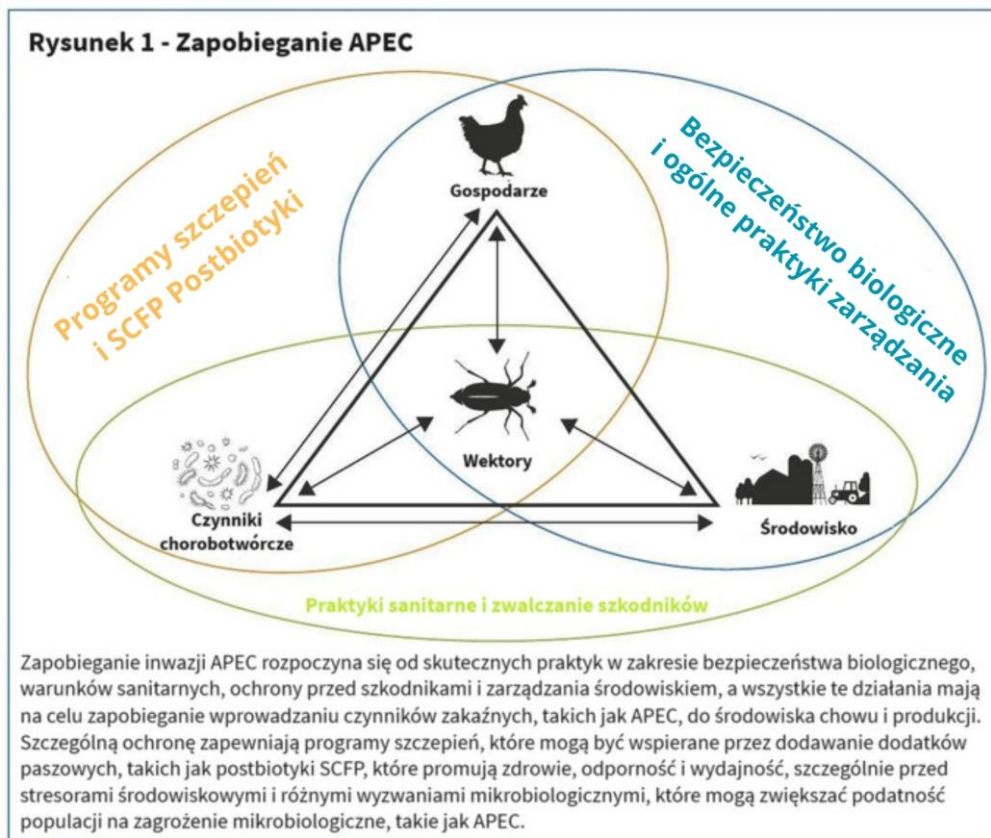 Rysunek 1 - Zapobieganie APEC
Programy szczepień
i SCFP Postbiotyki
Bezpieczeństwo biologiczne
i ogólne praktyki zarządzania
Gospodarze
Wektory
Czynniki
chorobotwórcze
Środowisko
Praktyki sanitarne i zwalczanie szkodników
Zapobieganie inwazji APEC rozpoczyna się od skutecznych praktyk w zakresie bezpieczeństwa biologicznego,
warunków sanitarnych, ochrony przed szkodnikami i zarządzania środowiskiem, a wszystkie te działania mają
na celu zapobieganie wprowadzaniu czynników zakaźnych, takich jak APEC, do środowiska chowu i produkcji.
Szczególną ochronę zapewniają programy szczepień, które mogą być wspierane przez dodawanie dodatków
paszowych, takich jak postbiotyki SCFP, które promują zdrowie, odporność i wydajność, szczególnie przed
stresorami środowiskowymi i różnymi wyzwaniami mikrobiologicznymi, które mogą zwiększać podatność
populacji na zagrożenie mikrobiologiczne, takie jak APEC.